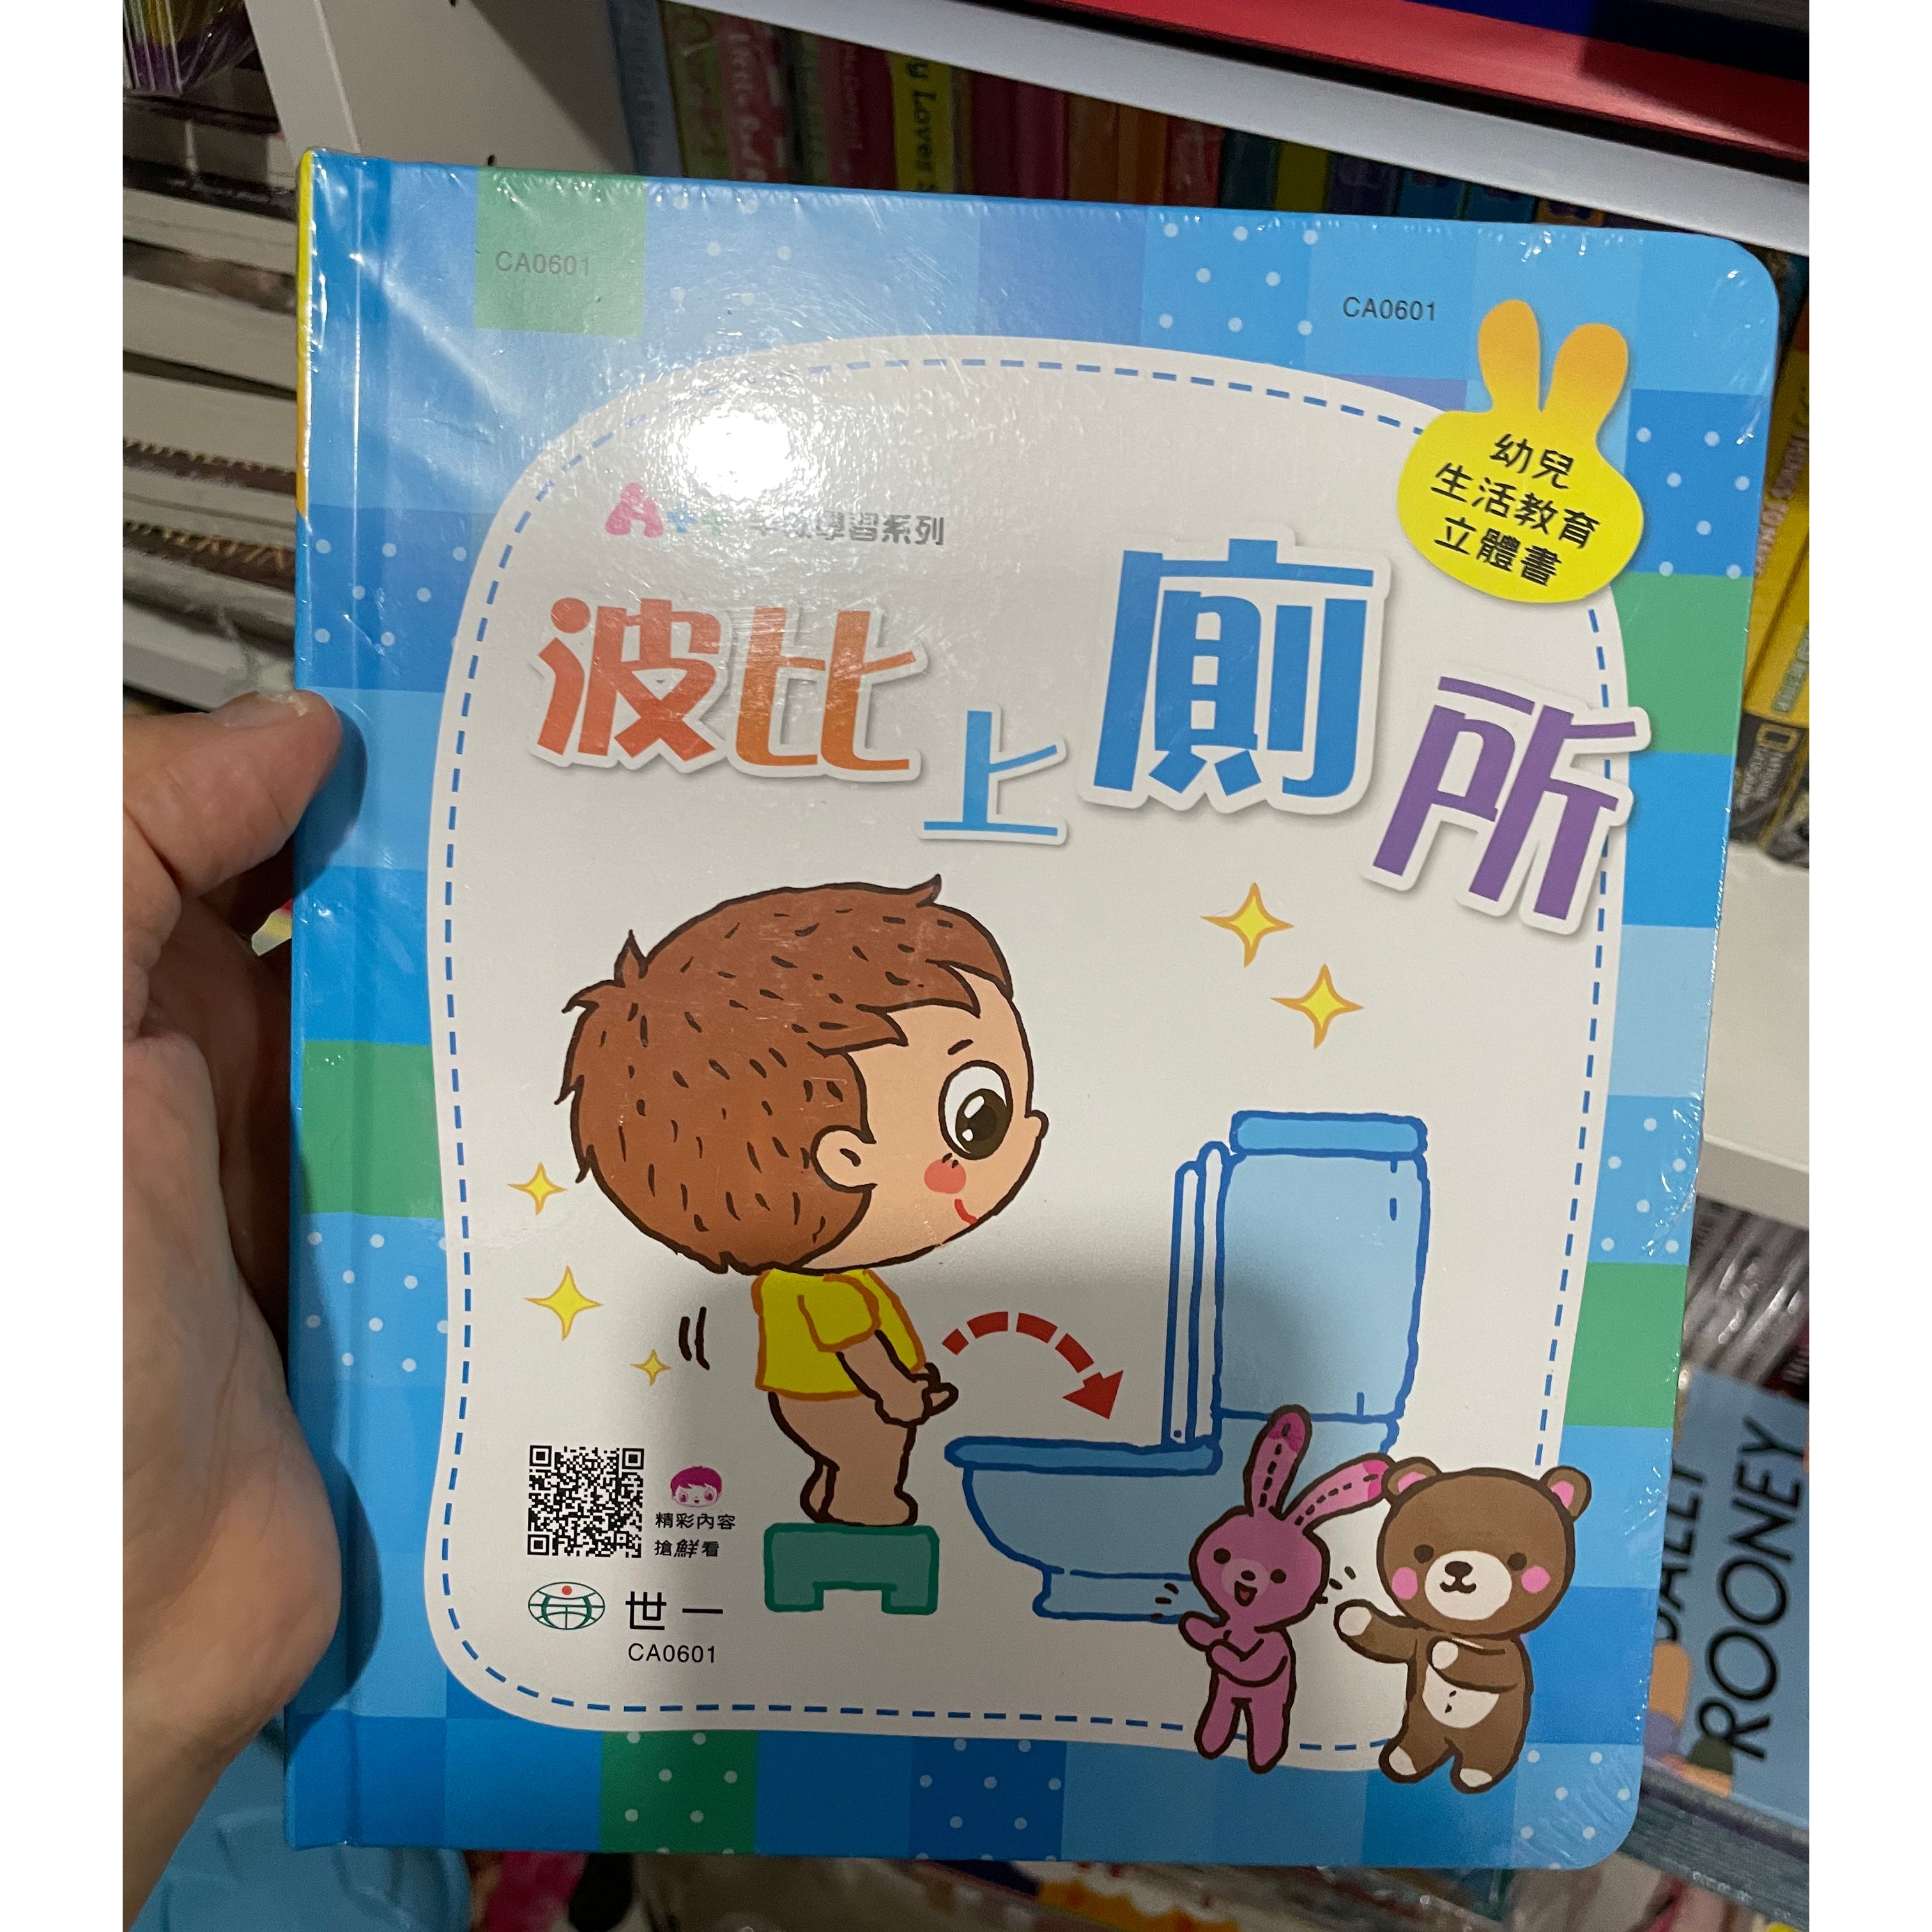 CA0601
CA0601
幼兒
生活教育
立體書
學習系列
波比上廁所
精彩內容
搶鮮看
世一
CA0601
SALLY
ROONEY